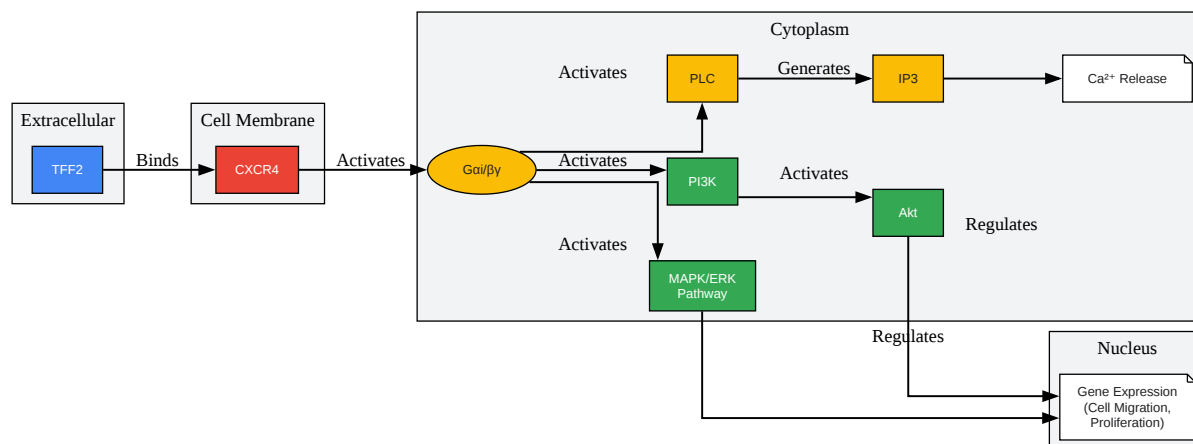 Cytoplasm
Activates
PLC
Generates
IP3
Ca²⁺ Release
Extracellular
Cell Membrane
TFF2
Binds
CXCR4
Activates
Gαi/βγ
Activates
PI3K
Activates
Akt
Regulates
Activates
MAPK/ERK
Pathway
Regulates
Nucleus
Gene Expression
(Cell Migration,
Proliferation)